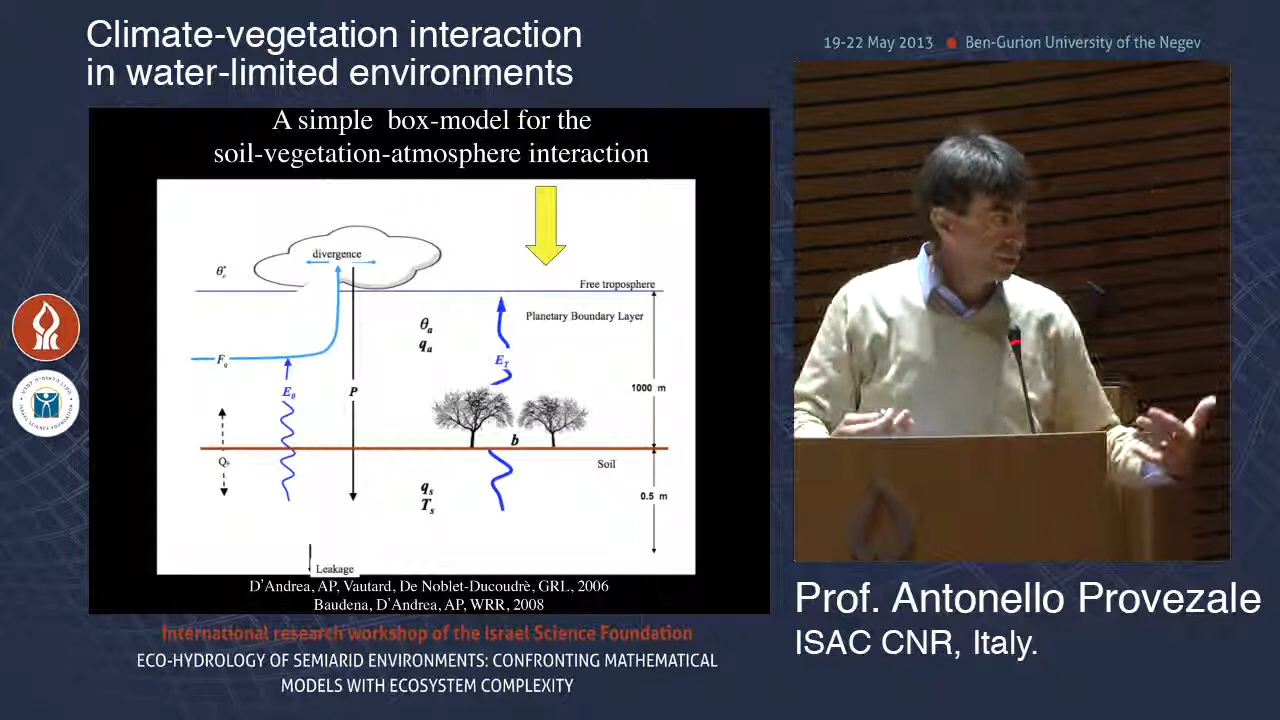 Climate-vegetation interaction
in water-limited environments
19-22 May 2013 ● Ben-Gurion University of the Negev
A simple box-model for the
soil-vegetation-atmosphere interaction
divergence
Free troposphere
Planetary Boundary Layer
θa
qa
Fq
ET
E0
P
1000 m
b
Soil
qs
Ts
0.5 m
Leakage
D'Andrea, AP, Vautard, De Noblet-Ducoudrè, GRL, 2006
Baudena, D'Andrea, AP, WRR, 2008
International research workshop of the Israel Science Foundation
ECO-HYDROLOGY OF SEMIARID ENVIRONMENTS: CONFRONTING MATHEMATICAL
MODELS WITH ECOSYSTEM COMPLEXITY
Prof. Antonello Provezale
ISAC CNR, Italy.